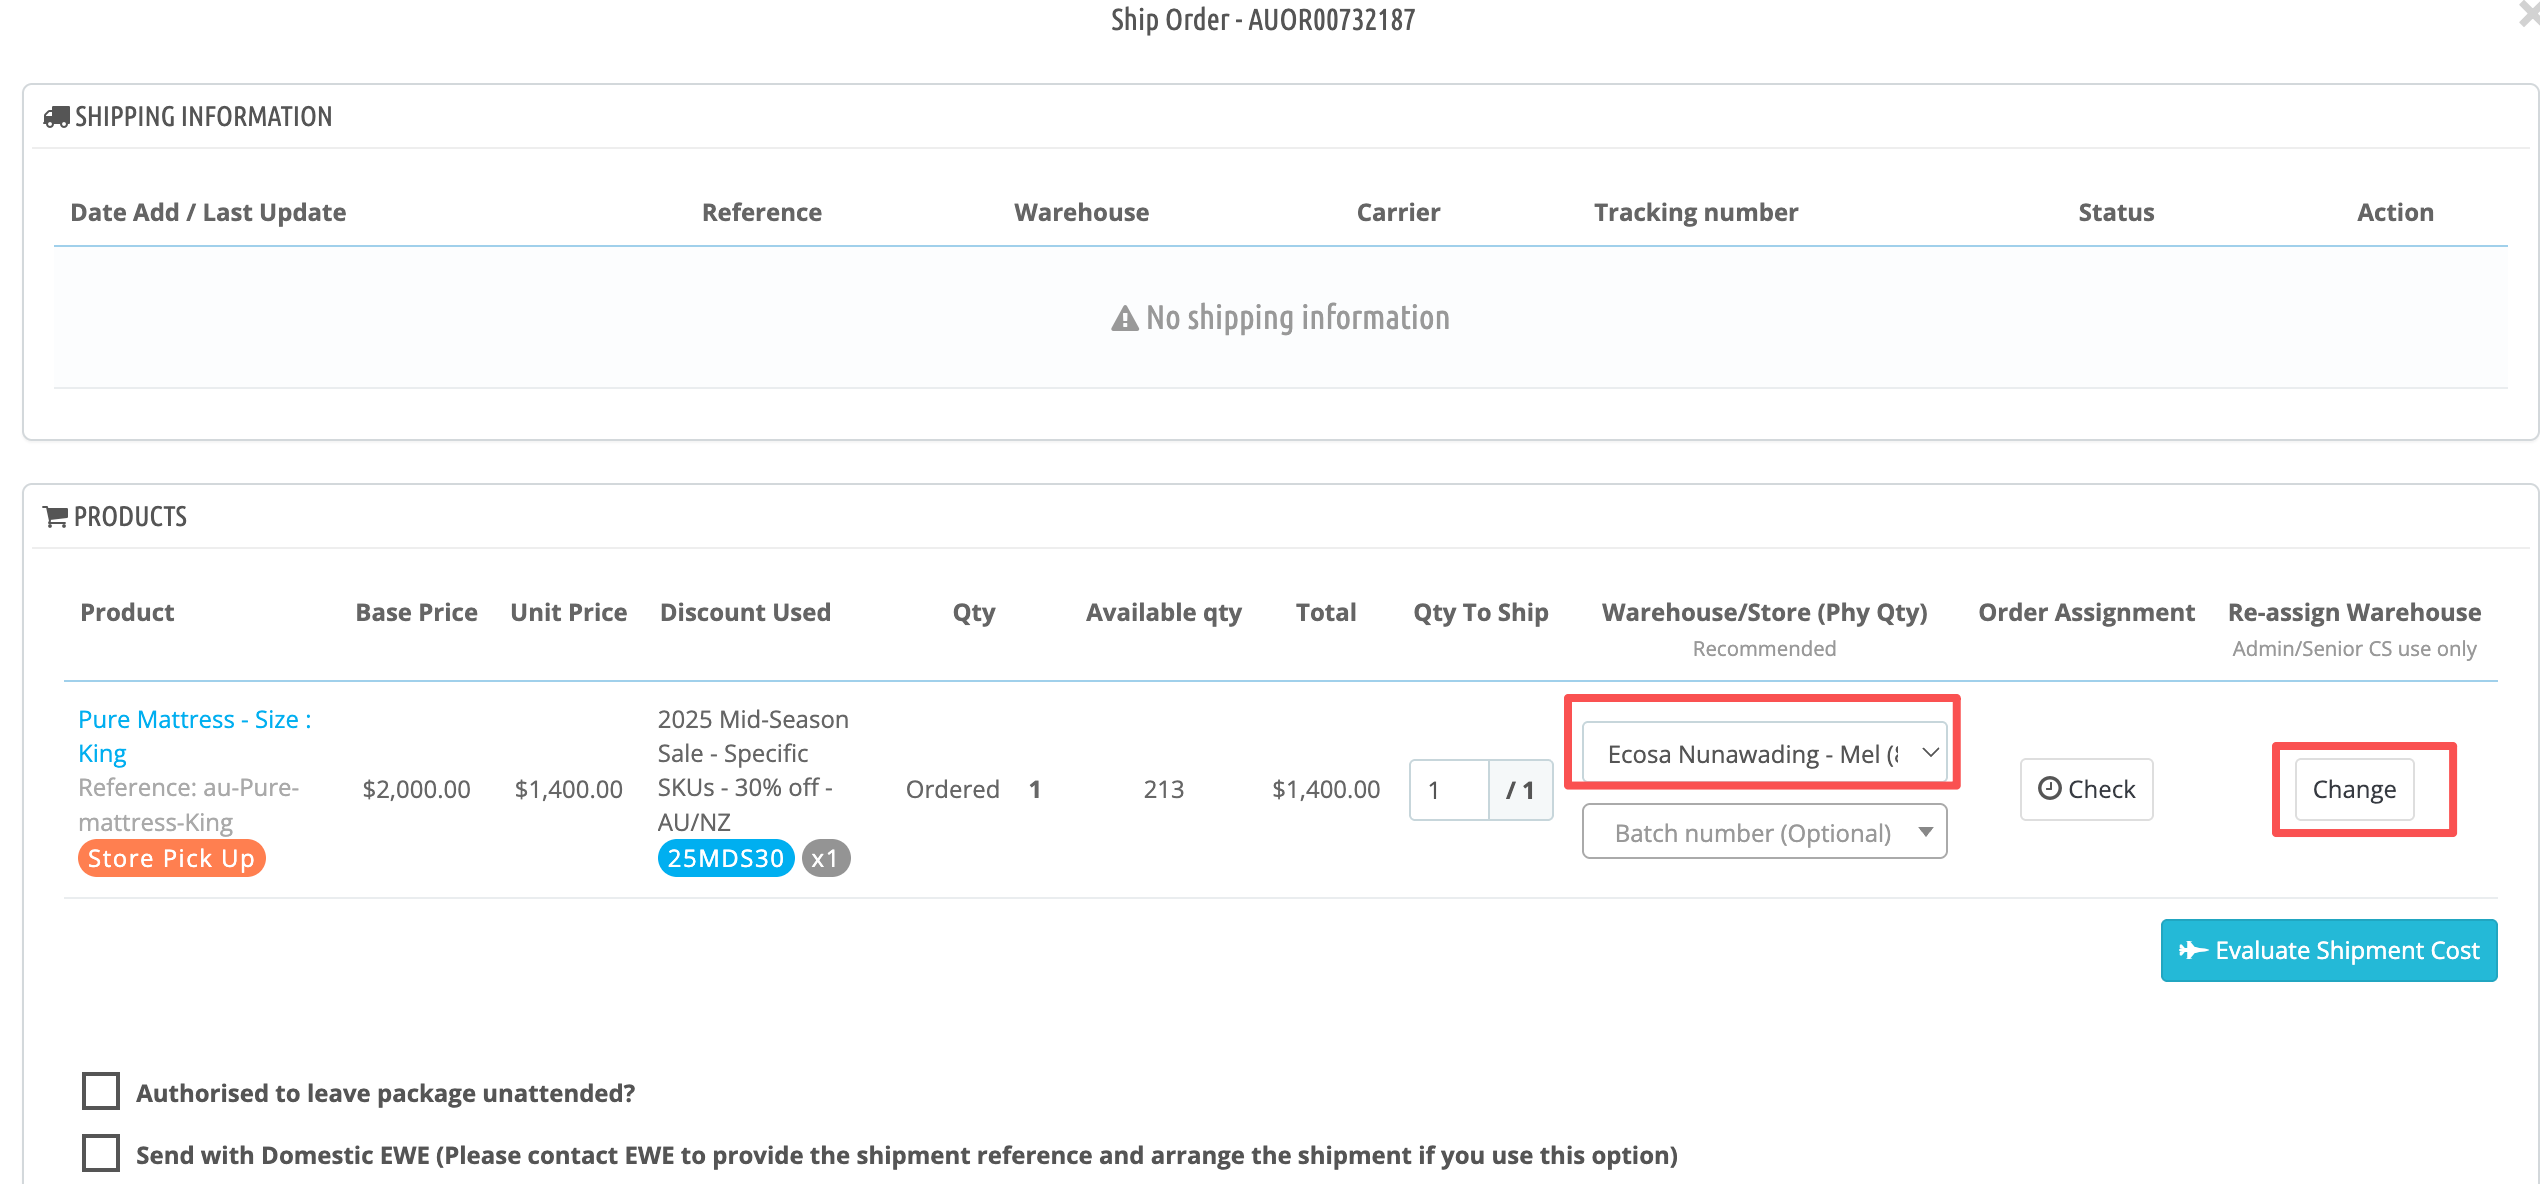 Ship Order - AUOR00732187
SHIPPING INFORMATION
Date Add / Last Update Reference Warehouse Carrier Tracking number Status Action
No shipping information
PRODUCTS
Product Base Price Unit Price Discount Used Qty Available qty Total Qty To Ship Warehouse/Store (Phy Qty) Order Assignment Re-assign Warehouse
Recommended Admin/Senior CS use only
Pure Mattress - Size :
King
Reference: au-Pure-
mattress-King
Store Pick Up
$2,000.00
$1,400.00
2025 Mid-Season
Sale - Specific
SKUs - 30% off -
AU/NZ
25MDS30 x1
Ordered 1
213
$1,400.00
1 / 1
Ecosa Nunawading - Mel (
Batch number (Optional)
Check
Change
Evaluate Shipment Cost
Authorised to leave package unattended?
Send with Domestic EWE (Please contact EWE to provide the shipment reference and arrange the shipment if you use this option)